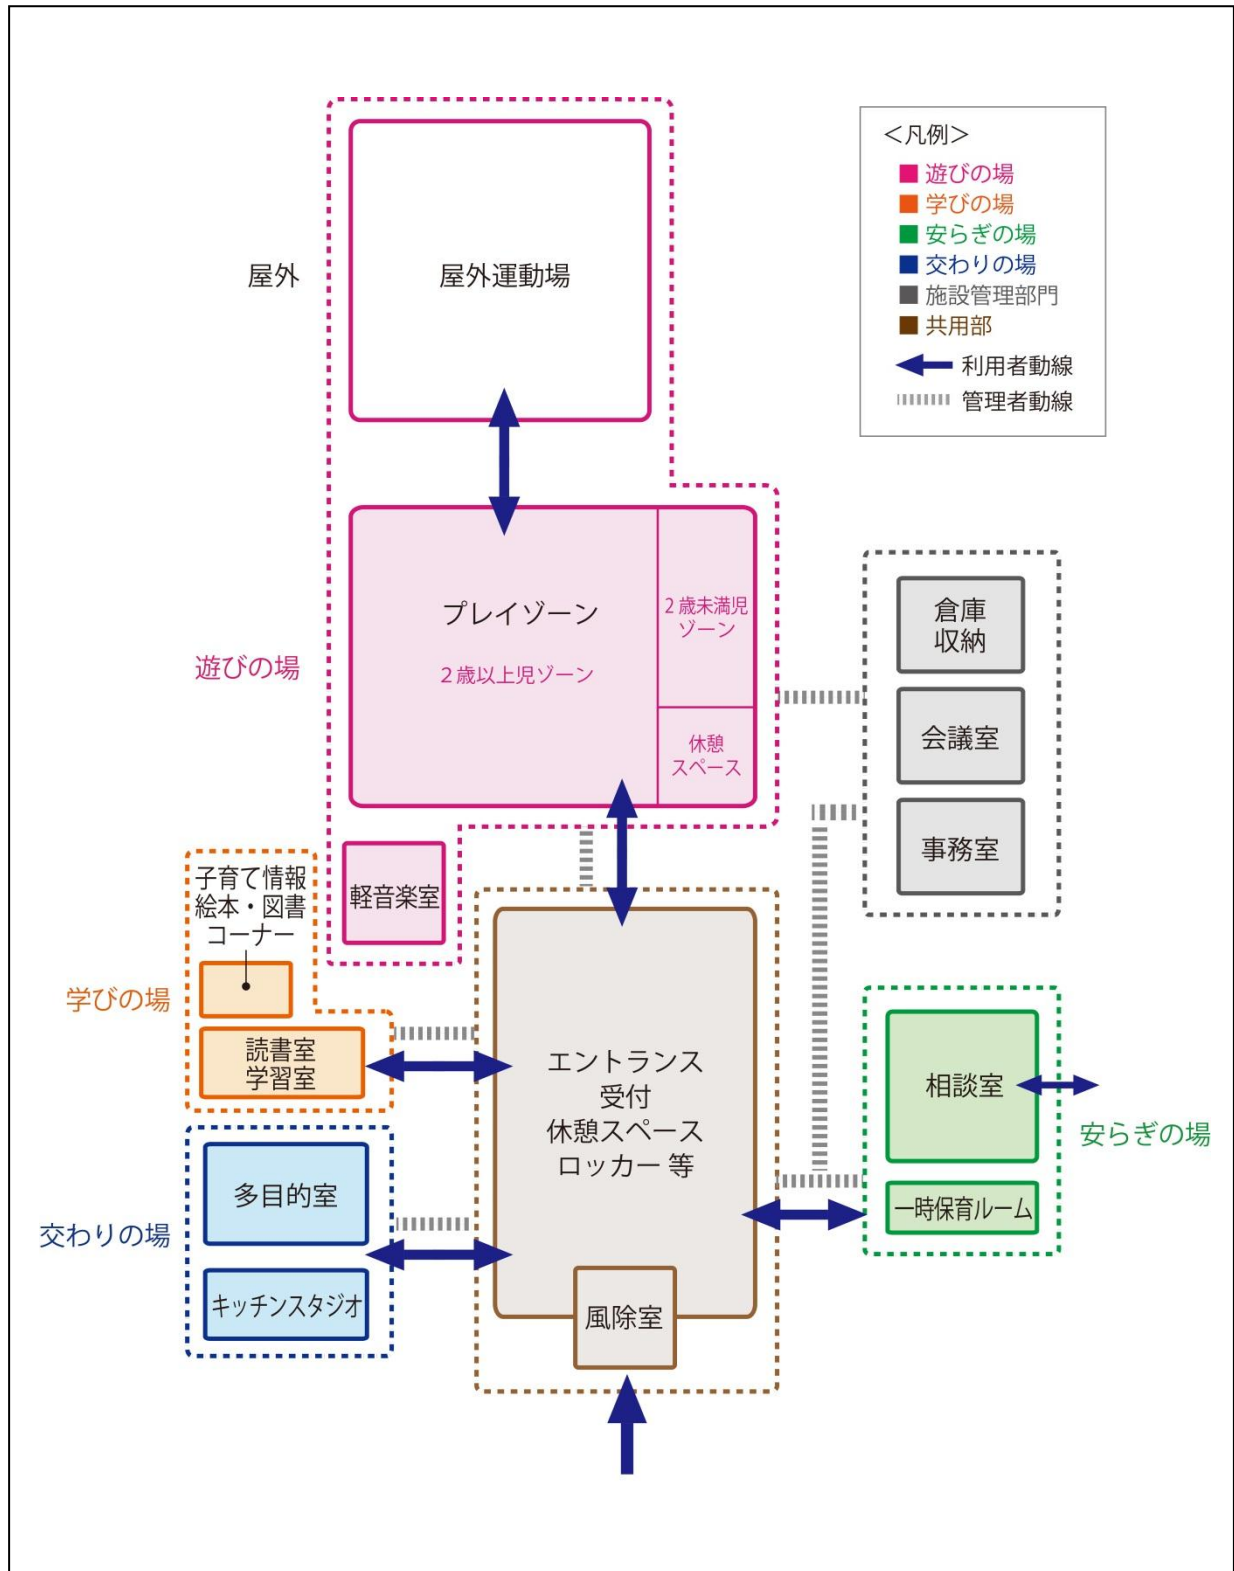 <凡例>
遊びの場
学びの場
安らぎの場
交わりの場
施設管理部門
共用部
利用者動線
管理者動線
屋外
屋外運動場
遊びの場
プレイゾーン
２歳以上児ゾーン
２歳未満児
ゾーン
休憩
スペース
軽音楽室
倉庫
収納
会議室
事務室
学びの場
子育て情報
絵本・図書
コーナー
読書室
学習室
交わりの場
多目的室
キッチンスタジオ
エントランス
受付
休憩スペース
ロッカー 等
風除室
相談室
一時保育ルーム
安らぎの場